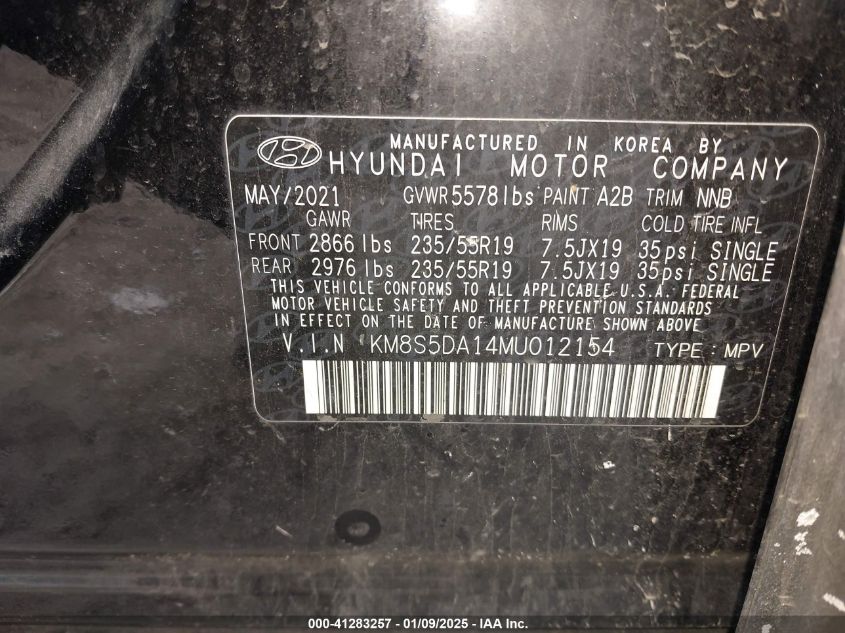 MANUFACTURED IN KOREA BY
HYUNDAI MOTOR COMPANY
MAY/2021 GVWR 5578lbs PAINT A2B TRIM NNB
GAWR TIRES RIMS COLD TIRE INFL
FRONT 2866 lbs 235/55R19 7.5JX19 35psi SINGLE
REAR 2976 lbs 235/55R19 7.5JX19 35psi SINGLE
THIS VEHICLE CONFORMS TO ALL APPLICABLE U.S.A. FEDERAL
MOTOR VEHICLE SAFETY AND THEFT PREVENTION STANDARDS
IN EFFECT ON THE DATE OF MANUFACTURE SHOWN ABOVE
V.I.N KM8S5DA14MU012154 TYPE : MPV
000-41283257 - 01/09/2025 - IAA Inc.